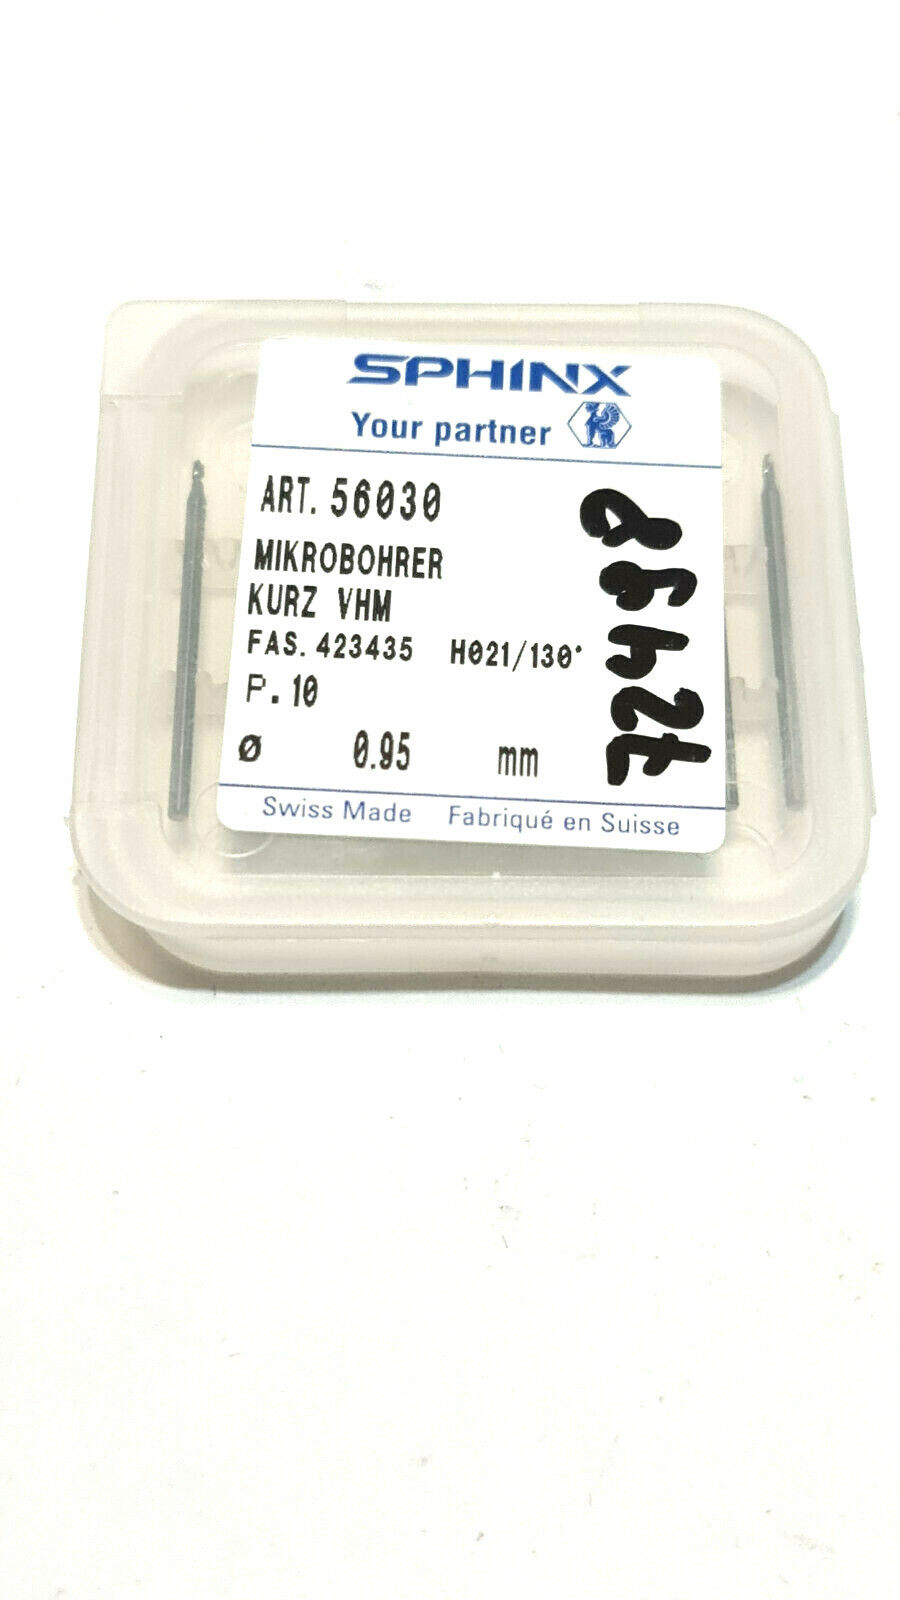 SPHINX
Your partner
ART. 56030
MIKROBOHRER
KURZ VHM
FAS. 423435 H021/130°
P. 10
Ø 0.95 mm
Swiss Made Fabriqué en Suisse
72498